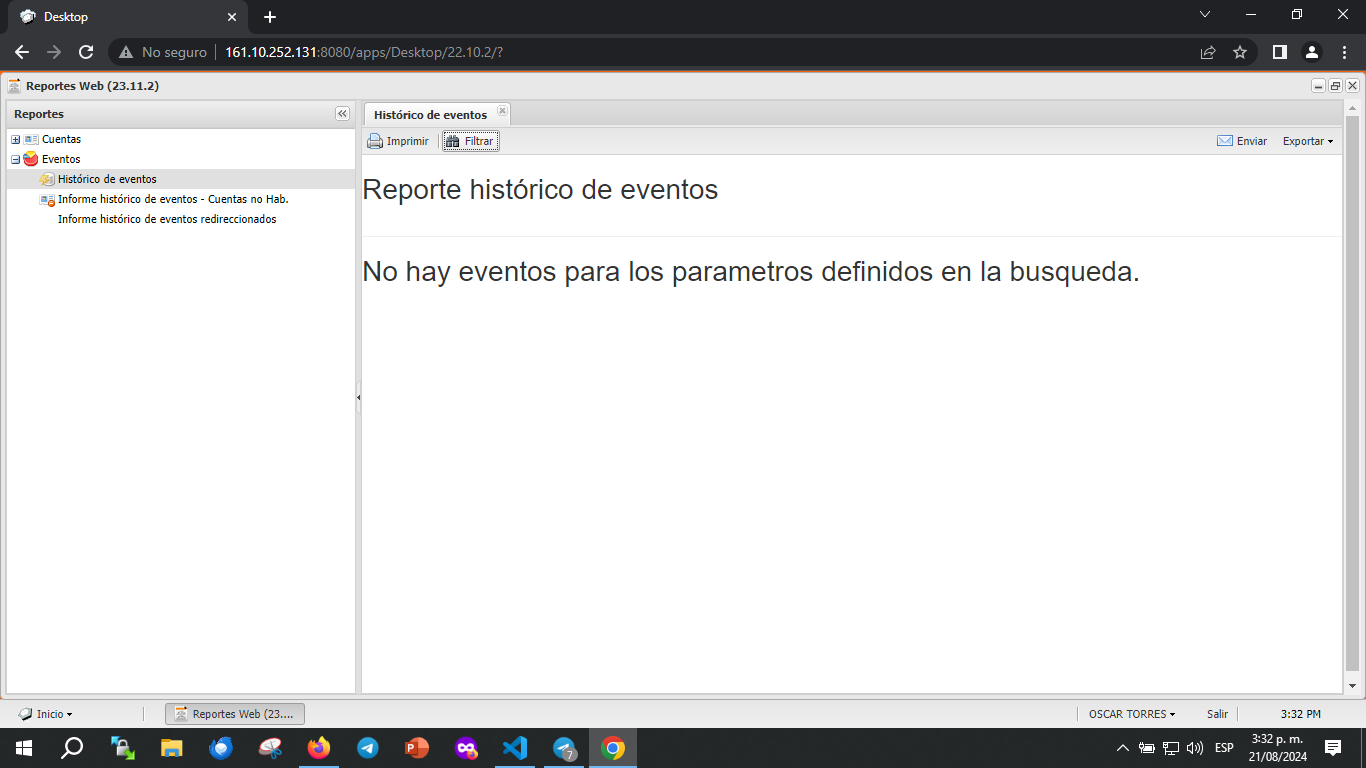 Desktop
No seguro
161.10.252.131:8080/apps/Desktop/22.10.2/?
Reportes Web (23.11.2)
Reportes
Cuentas
Eventos
Histórico de eventos
Informe histórico de eventos - Cuentas no Hab.
Informe histórico de eventos redireccionados
Histórico de eventos
Imprimir
Filtrar
Enviar
Exportar
Reporte histórico de eventos
No hay eventos para los parametros definidos en la busqueda.
Inicio
Reportes Web (23....
OSCAR TORRES
Salir
3:32 PM
7
ESP
3:32 p. m.
21/08/2024